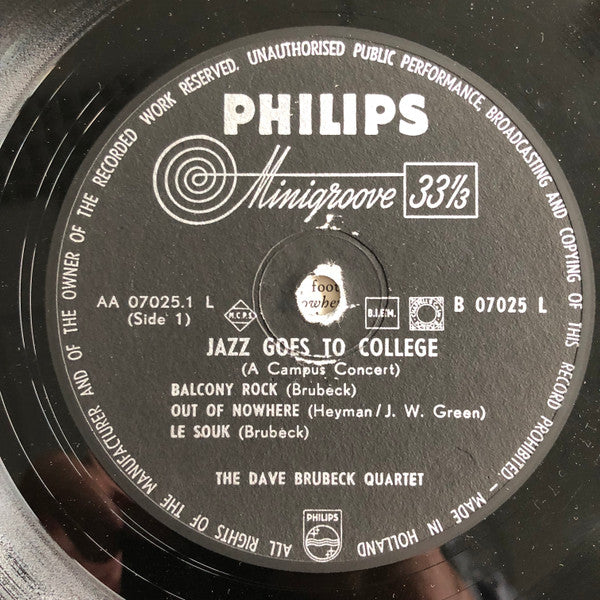 ALL RIGHTS OF THE MANUFACTURER AND OF THE OWNER OF THE RECORDED WORK RESERVED. UNAUTHORISED PUBLIC PERFORMANCE, BROADCASTING AND COPYING OF THIS RECORD PROHIBITED. – MADE IN HOLLAND
PHILIPS
Minigroove 33⅓
foot
owhe
AA 07025.1 L
(Side 1)
M.C.P.S.
B.I.E.M.
B 07025 L
JAZZ GOES TO COLLEGE
(A Campus Concert)
BALCONY ROCK (Brubeck)
OUT OF NOWHERE (Heyman/J. W. Green)
LE SOUK (Brubeck)
THE DAVE BRUBECK QUARTET
PHILIPS